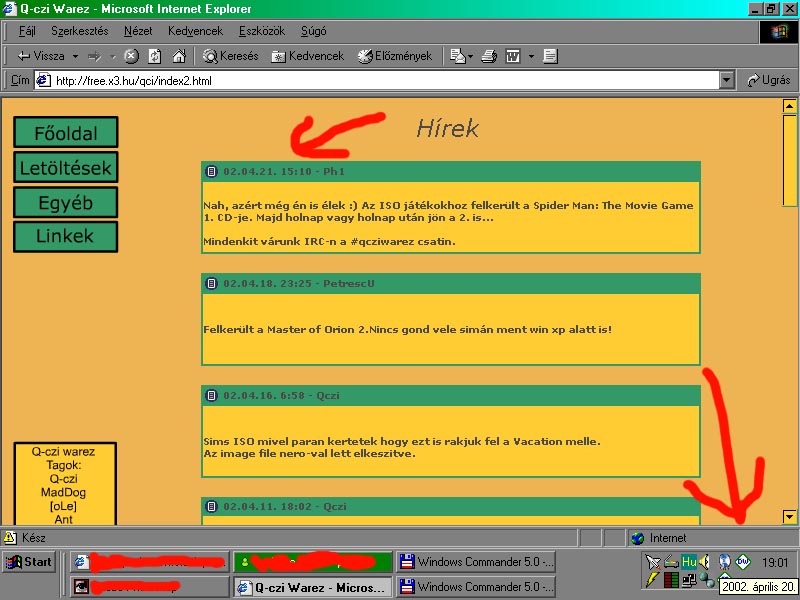 Q-czi Warez - Microsoft Internet Explorer
Fájl Szerkesztés Nézet Kedvencek Eszközök Súgó
Vissza Keresés Kedvencek Előzmények
Cím http://free.x3.hu/qci/index2.html Ugrás
Hírek
Főoldal
Letöltések
Egyéb
Linkek
02.04.21. 15:10 - Ph1
Nah, azért még én is élek :) Az ISO játékokhoz felkerült a Spider Man: The Movie Game
1. CD-je. Majd holnap vagy holnap után jön a 2. is...
Mindenkit várunk IRC-n a #qcziwarez csatin.
02.04.18. 23:25 - PetrescU
Felkerült a Master of Orion 2.Nincs gond vele simán ment win xp alatt is!
02.04.16. 6:58 - Qczi
Sims ISO mivel paran kertetek hogy ezt is rakjuk fel a Vacation melle.
Az image file nero-val lett elkeszitve.
02.04.11. 18:02 - Qczi
Q-czi warez
Tagok:
Q-czi
MadDog
[oLe]
Ant
Kész Internet
Start Windows Commander 5.0 -... Hu 19:01
Q-czi Warez - Micros... Windows Commander 5.0 -...
2002. április 20.